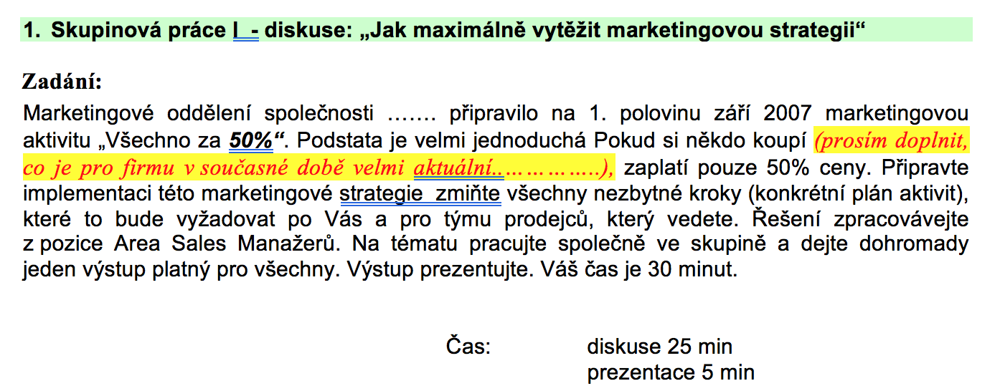 1. Skupinová práce I - diskuse: „Jak maximálně vytěžit marketingovou strategii“
Zadání:
Marketingové oddělení společnosti ....... připravilo na 1. polovinu září 2007 marketingovou
aktivitu „Všechno za 50%“. Podstata je velmi jednoduchá Pokud si někdo koupí (prosím doplnit,
co je pro firmu v současné době velmi aktuální..……………..), zaplatí pouze 50% ceny. Připravte
implementaci této marketingové strategie zmiňte všechny nezbytné kroky (konkrétní plán aktivit),
které to bude vyžadovat po Vás a pro týmu prodejců, který vedete. Řešení zpracovávejte
z pozice Area Sales Manažerů. Na tématu pracujte společně ve skupině a dejte dohromady
jeden výstup platný pro všechny. Výstup prezentujte. Váš čas je 30 minut.
Čas: diskuse 25 min
prezentace 5 min